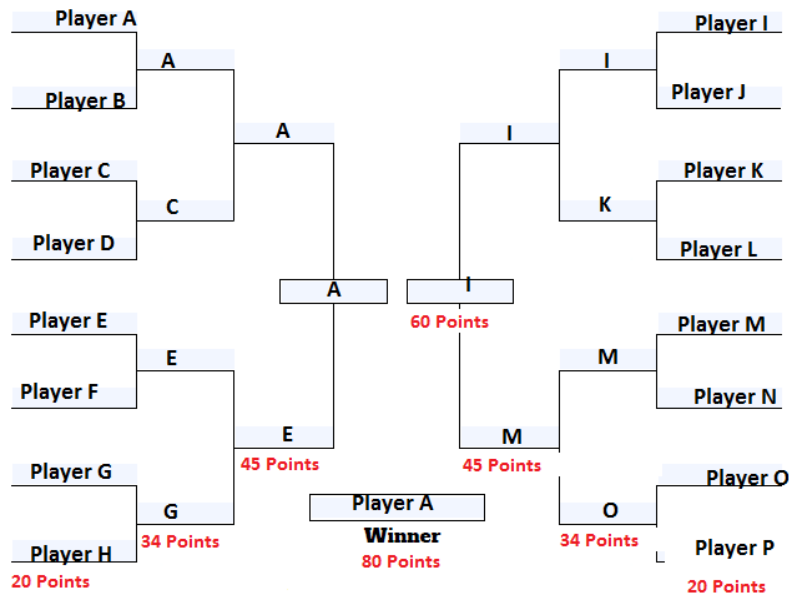 Player A
Player I
A
I
Player B
Player J
A
I
Player C
Player K
C
K
Player D
Player L
A
I
60 Points
Player E
Player M
E
M
Player F
Player N
E
M
45 Points
45 Points
Player G
Player O
G
O
34 Points
34 Points
Player H
Player P
20 Points
20 Points
Player A
Winner
80 Points